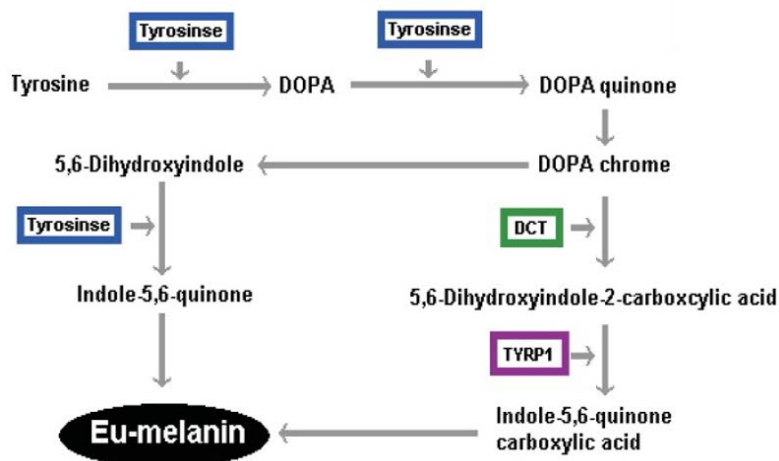 Tyrosinse
Tyrosinse
Tyrosine
DOPA
DOPA quinone
5,6-Dihydroxyindole
DOPA chrome
Tyrosinse
DCT
Indole-5,6-quinone
5,6-Dihydroxyindole-2-carboxcylic acid
TYRP1
Eu-melanin
Indole-5,6-quinone
carboxylic acid